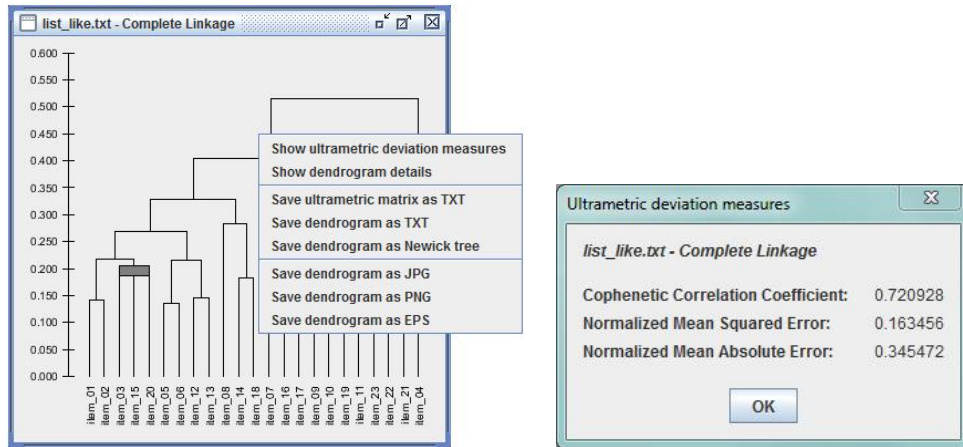 list_like.txt - Complete Linkage
0.600
0.550
0.500
0.450
0.400
0.350
0.300
0.250
0.200
0.150
0.100
0.050
0.000
item_01
item_02
item_03
item_15
item_20
item_05
item_06
item_12
item_13
item_08
item_14
item_18
item_07
item_16
item_17
item_09
item_10
item_19
item_11
item_23
item_22
item_21
item_04
Show ultrametric deviation measures
Show dendrogram details
Save ultrametric matrix as TXT
Save dendrogram as TXT
Save dendrogram as Newick tree
Save dendrogram as JPG
Save dendrogram as PNG
Save dendrogram as EPS
Ultrametric deviation measures
list_like.txt - Complete Linkage
Cophenetic Correlation Coefficient: 0.720928
Normalized Mean Squared Error: 0.163456
Normalized Mean Absolute Error: 0.345472
OK